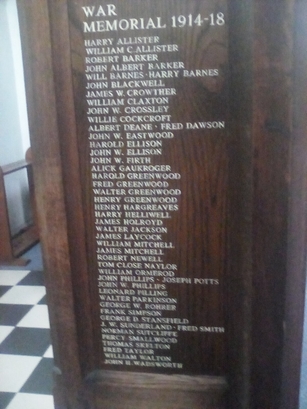 WAR
MEMORIAL 1914-18
HARRY ALLISTER
WILLIAM C. ALLISTER
ROBERT BARKER
JOHN ALBERT BARKER
WILL BARNES · HARRY BARNES
JOHN BLACKWELL
JAMES W. CROWTHER
WILLIAM CLAXTON
JOHN W. CROSSLEY
WILLIE COCKCROFT
ALBERT DEANE · FRED DAWSON
JOHN W. EASTWOOD
HAROLD ELLISON
JOHN W. ELLISON
JOHN W. FIRTH
ALICK GAUKROGER
HAROLD GREENWOOD
FRED GREENWOOD
WALTER GREENWOOD
HENRY GREENWOOD
HENRY HARGREAVES
HARRY HELLIWELL
JAMES HOLROYD
WALTER JACKSON
JAMES LAYCOCK
WILLIAM MITCHELL
JAMES MITCHELL
ROBERT NEWELL
TOM CLOSE NAYLOR
WILLIAM ORMEROD
JOHN PHILLIPS · JOSEPH POTTS
JOHN W. PHILLIPS
LEONARD PILLING
WALTER PARKINSON
GEORGE W. ROHRER
FRANK SIMPSON
GEORGE D. STANSFIELD
J. W. SUNDERLAND · FRED SMITH
NORMAN SUTCLIFFE
PERCY SMALLWOOD
THOMAS SKELTON
FRED TAYLOR
WILLIAM WALTON
JOHN H. WADSWORTH